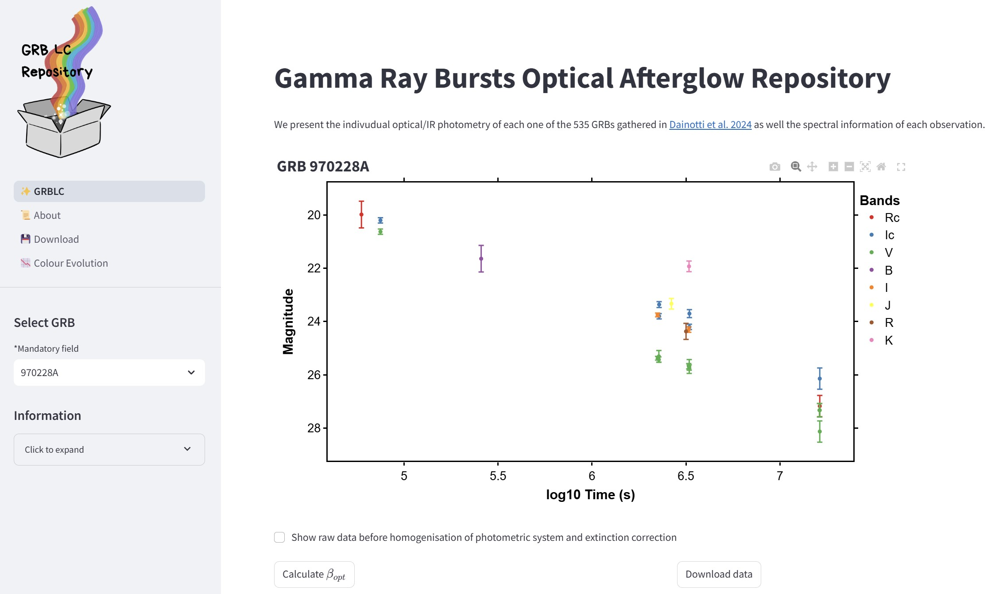 GRB LC
Repository
GRBLC
About
Download
Colour Evolution
Select GRB
*Mandatory field
970228A
Information
Click to expand
Gamma Ray Bursts Optical Afterglow Repository
We present the indivudual optical/IR photometry of each one of the 535 GRBs gathered in Dainotti et al. 2024 as well the spectral information of each observation.
GRB 970228A
Magnitude
20
22
24
26
28
5
5.5
6
6.5
7
log10 Time (s)
Bands
Rc
Ic
V
B
I
J
R
K
Show raw data before homogenisation of photometric system and extinction correction
Calculate βopt
Download data